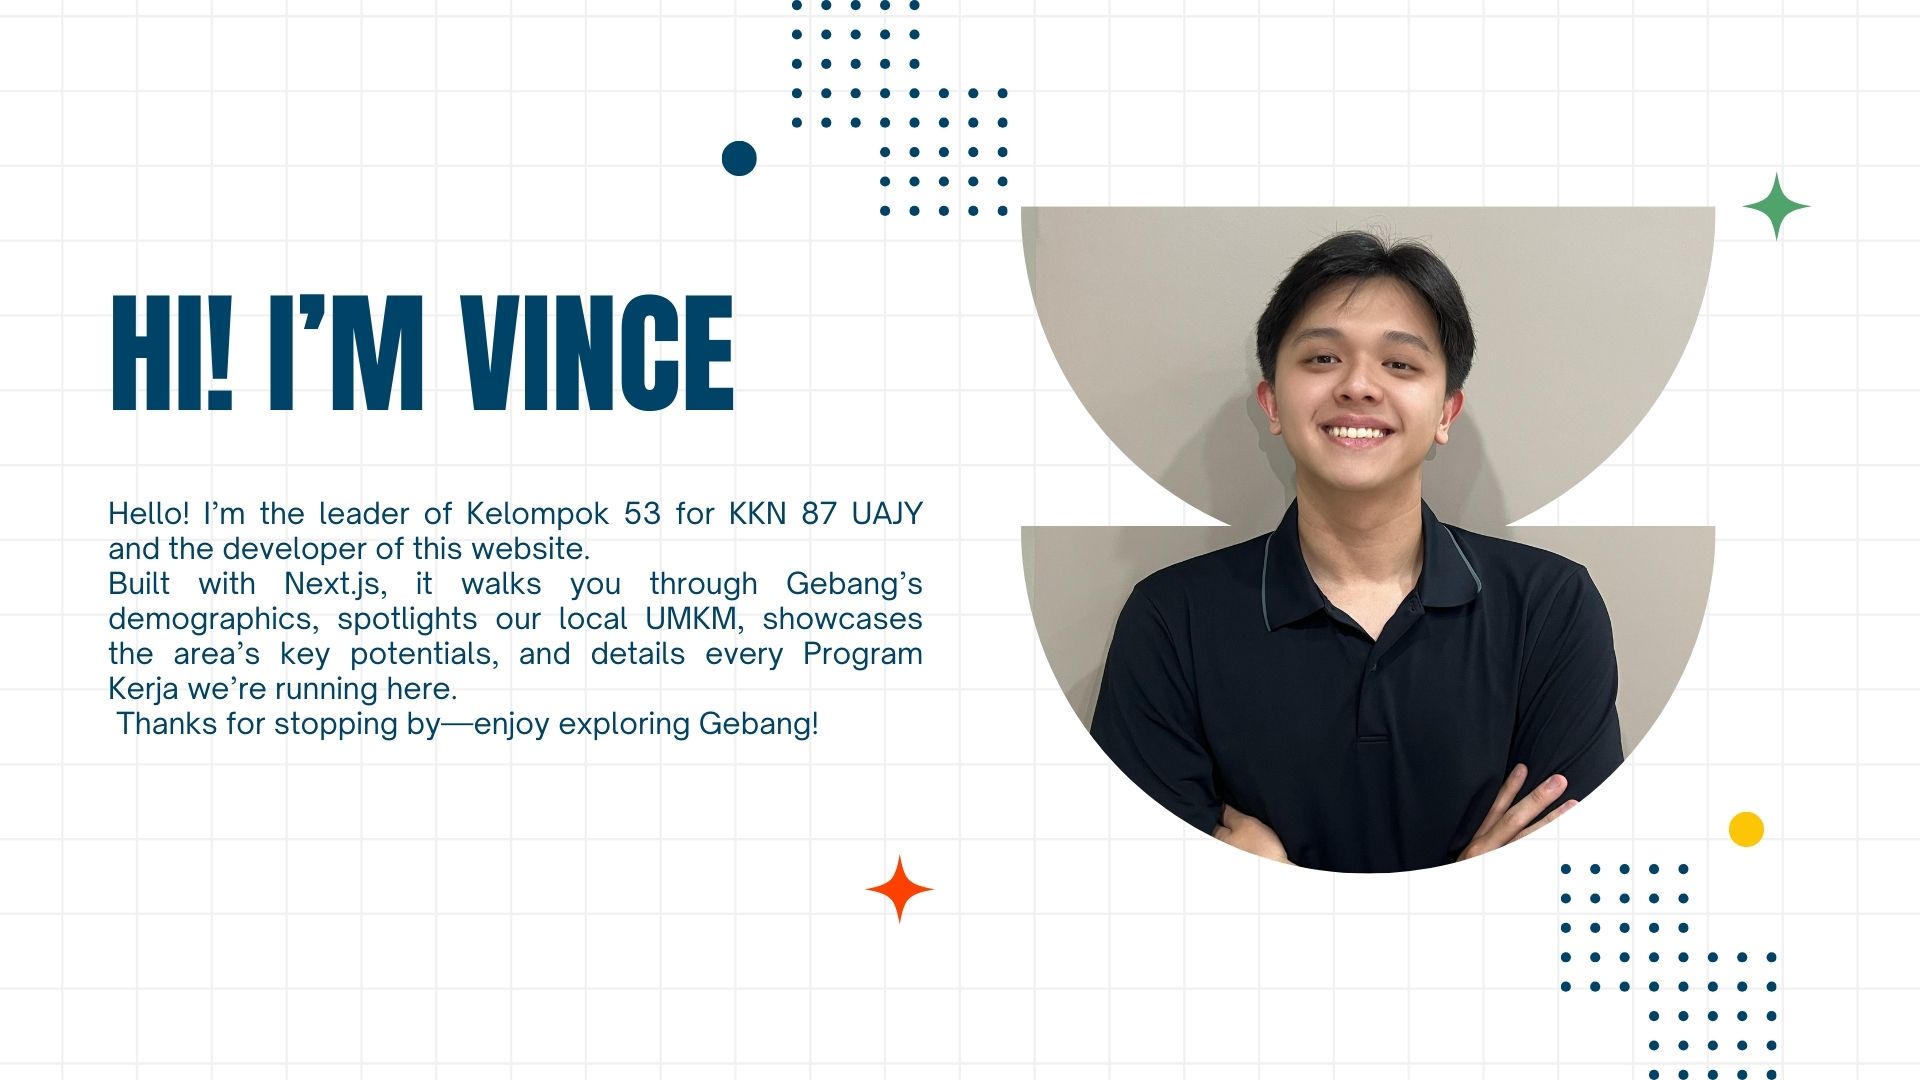 HI! I’M VINCE
Hello! I’m the leader of Kelompok 53 for KKN 87 UAJY
and the developer of this website.
Built with Next.js, it walks you through Gebang’s
demographics, spotlights our local UMKM, showcases
the area’s key potentials, and details every Program
Kerja we’re running here.
Thanks for stopping by—enjoy exploring Gebang!